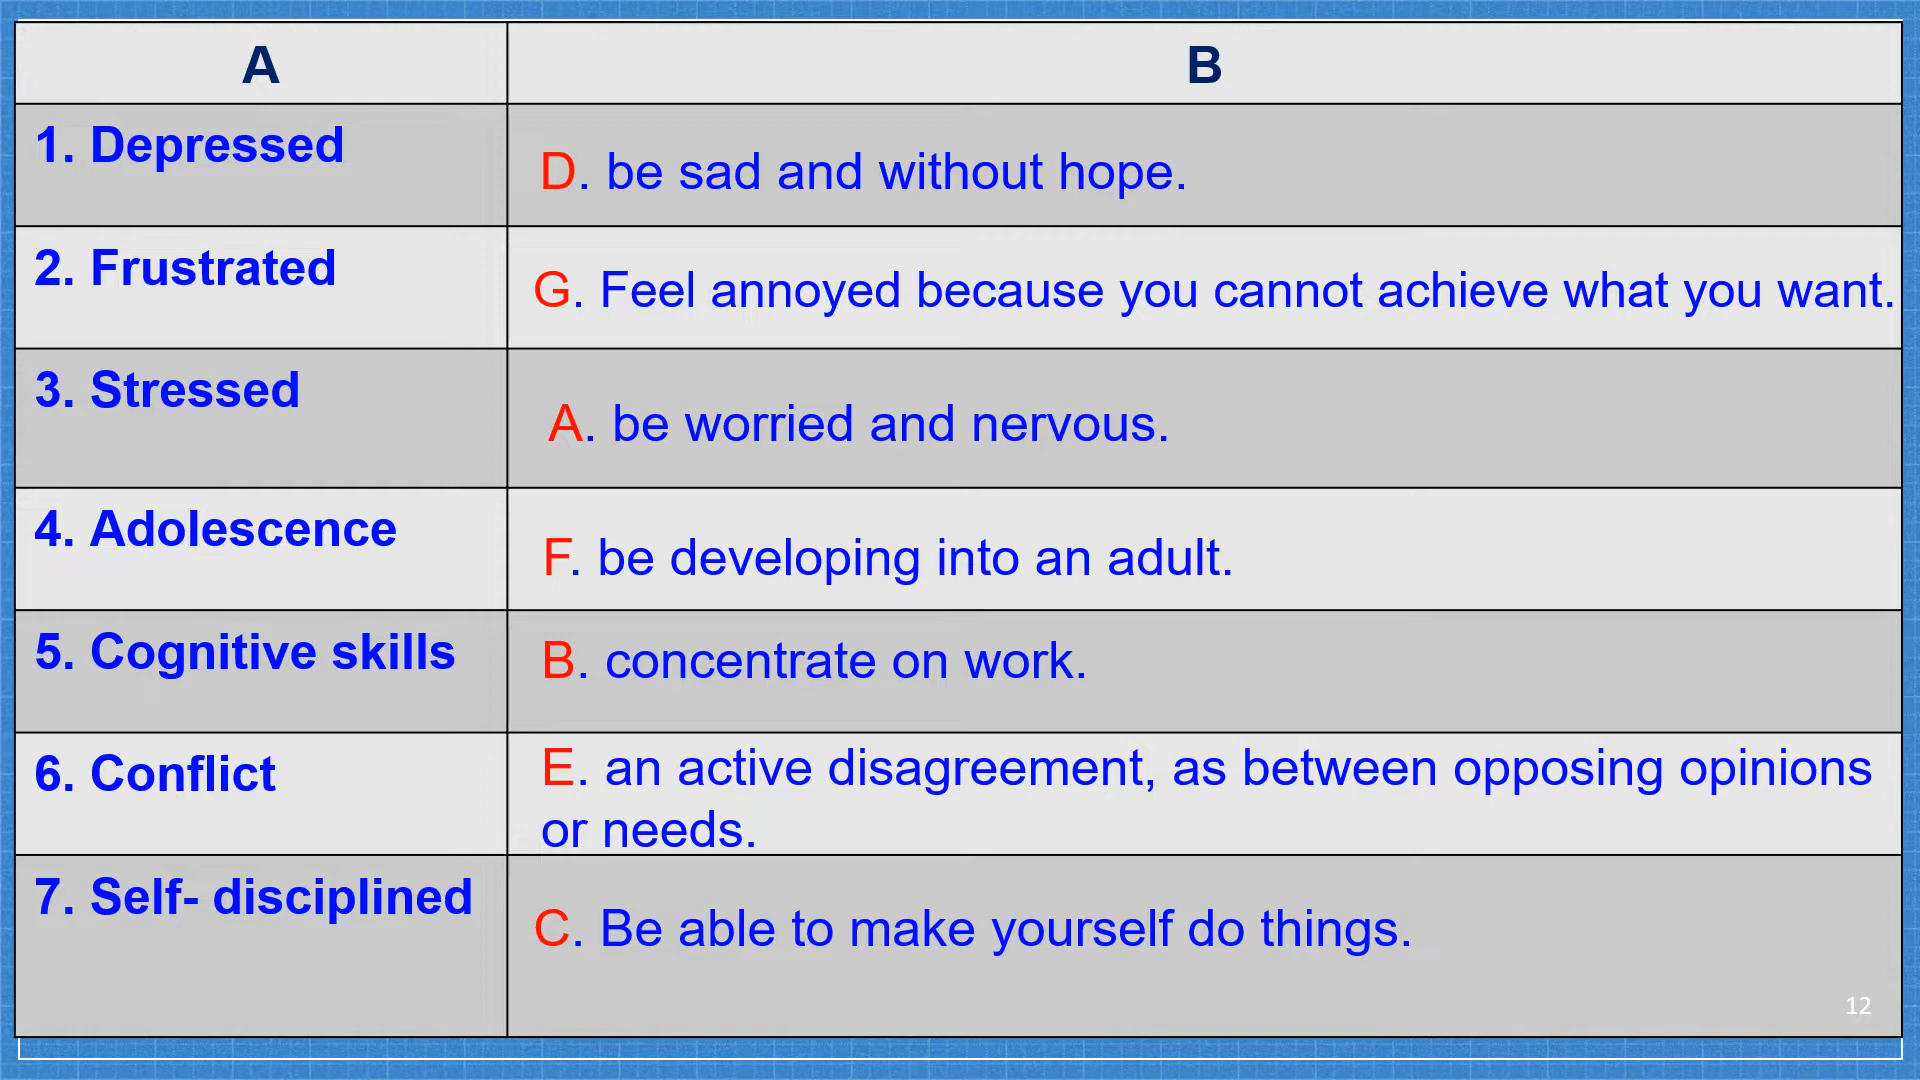 A
B
1. Depressed
D. be sad and without hope.
2. Frustrated
G. Feel annoyed because you cannot achieve what you want.
3. Stressed
A. be worried and nervous.
4. Adolescence
F. be developing into an adult.
5. Cognitive skills
B. concentrate on work.
6. Conflict
E. an active disagreement, as between opposing opinions
or needs.
7. Self- disciplined
C. Be able to make yourself do things.
12